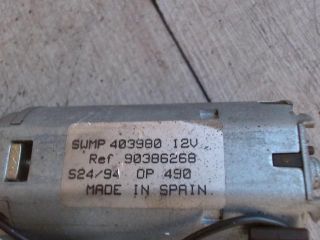 SWMP 403980 12V
Ref 90386268
S24/94 OP 490
MADE IN SPAIN